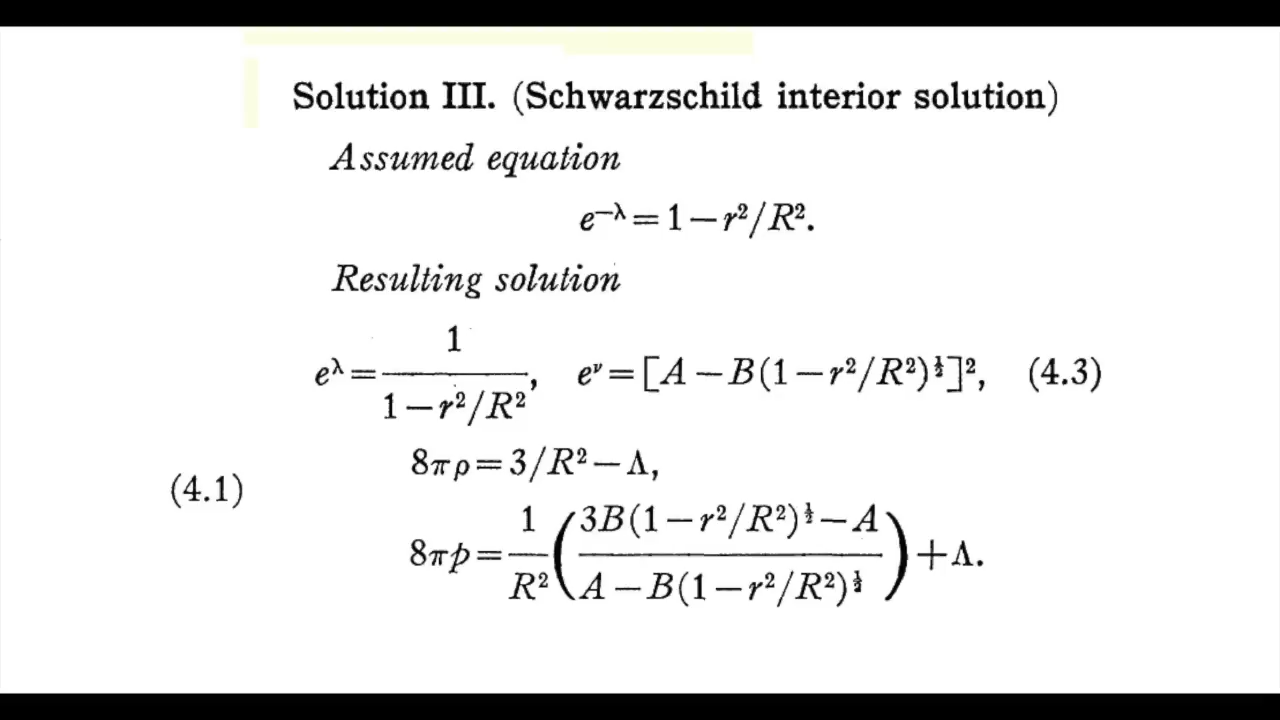 Solution III. (Schwarzschild interior solution)
Assumed equation
e^{−λ} = 1 − r²/R².
Resulting solution
e^λ = 1/(1 − r²/R²), e^ν = [A − B(1 − r²/R²)^{½}]², (4.3)
8πρ = 3/R² − Λ,
(4.1)
8πp = 1/R² ( (3B(1 − r²/R²)^{½} − A)/(A − B(1 − r²/R²)^{½}) ) + Λ.